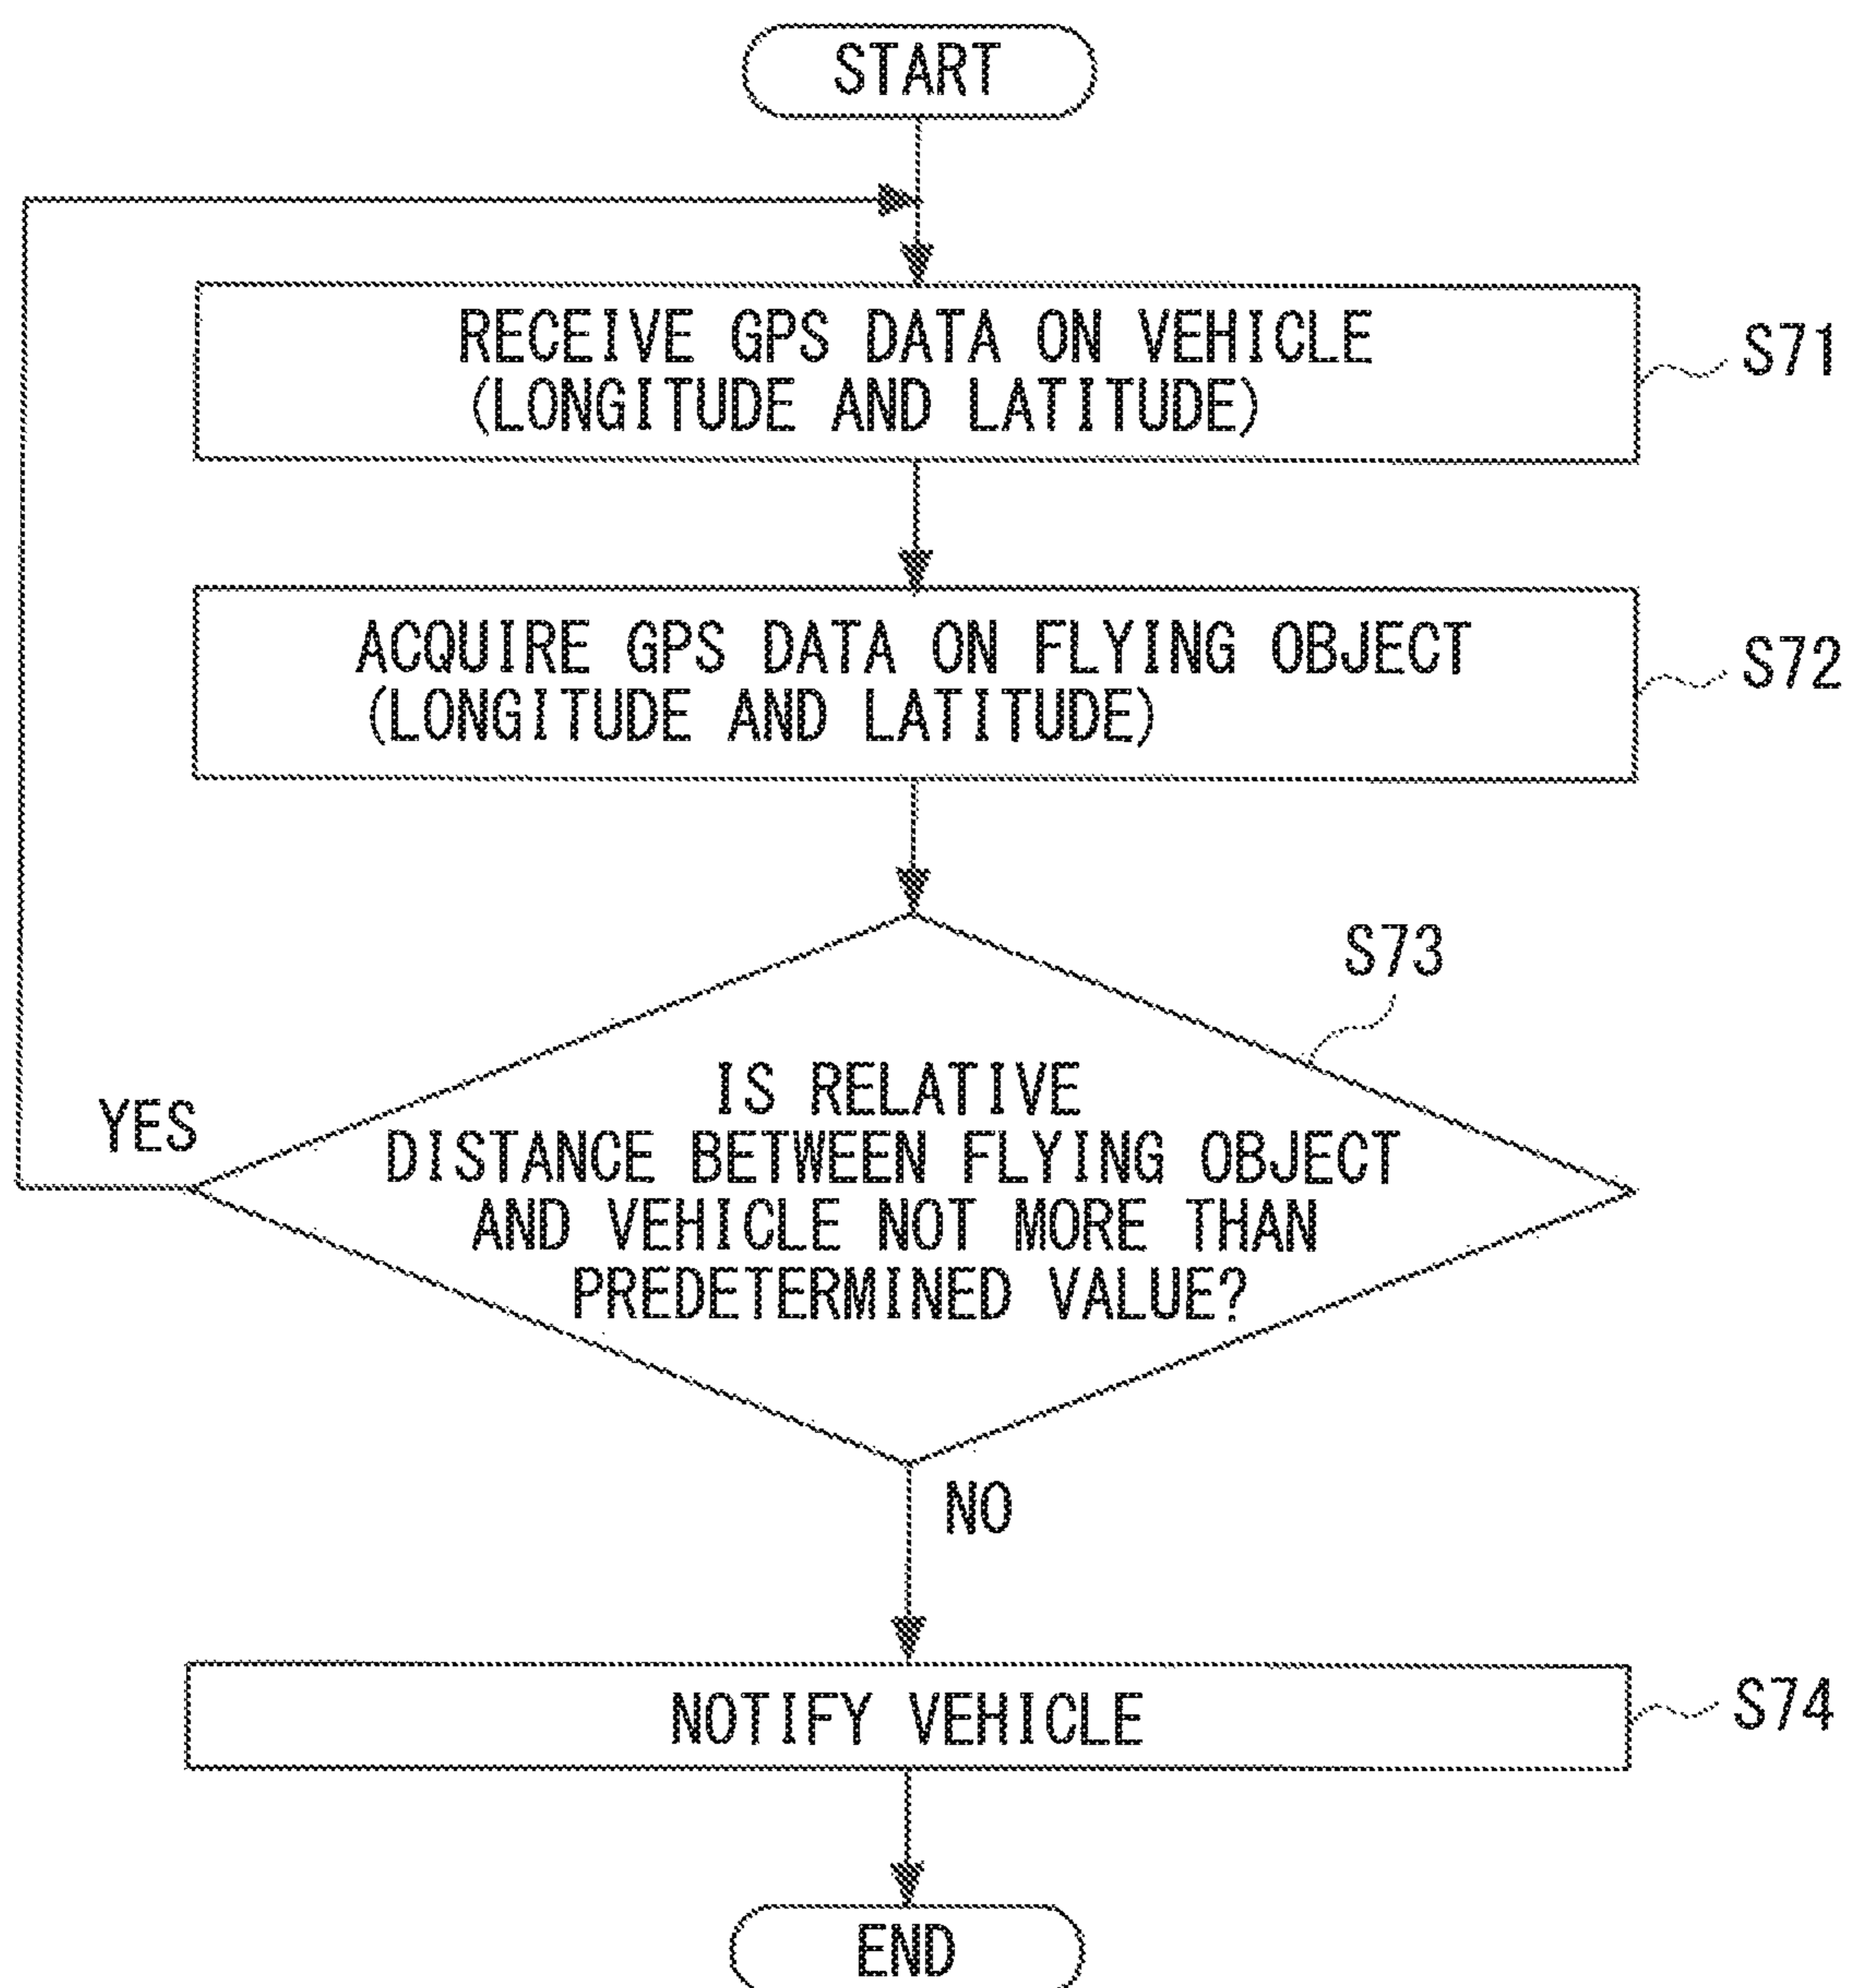 START
RECEIVE GPS DATA ON VEHICLE
(LONGITUDE AND LATITUDE)
S71
ACQUIRE GPS DATA ON FLYING OBJECT
(LONGITUDE AND LATITUDE)
S72
S73
IS RELATIVE
DISTANCE BETWEEN FLYING OBJECT
AND VEHICLE NOT MORE THAN
PREDETERMINED VALUE?
YES
NO
NOTIFY VEHICLE
S74
END